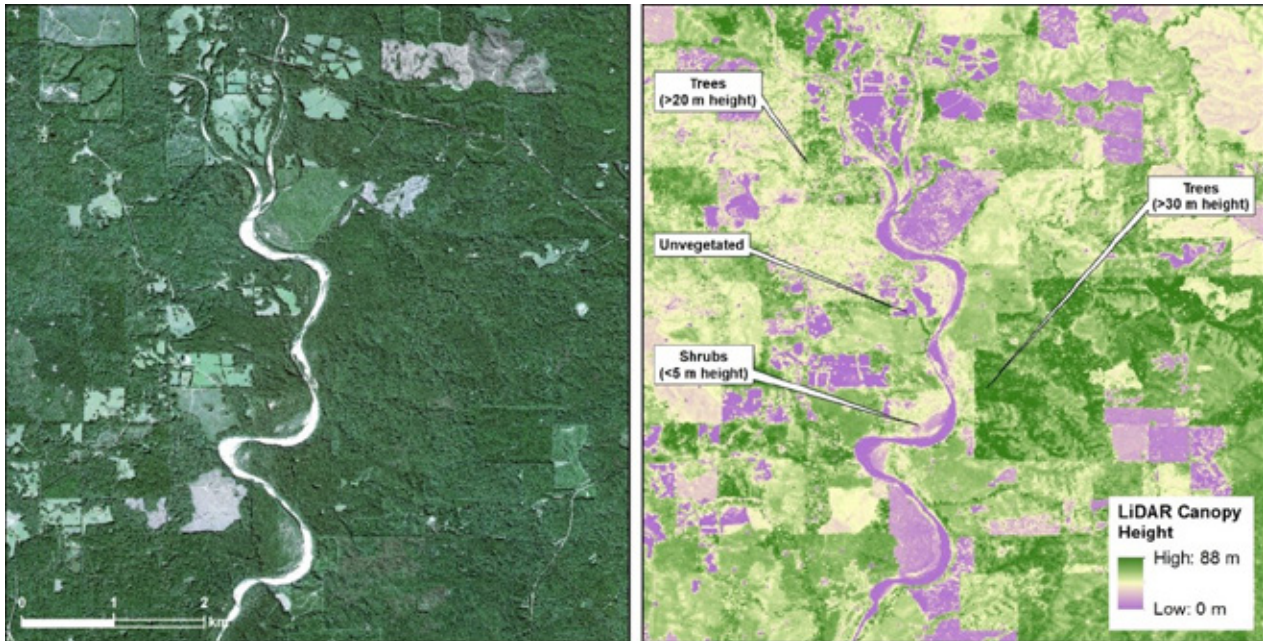 Trees
(>20 m height)
Trees
(>30 m height)
Unvegetated
Shrubs
(<5 m height)
LiDAR Canopy
Height
High: 88 m
Low: 0 m
0 1 2
km